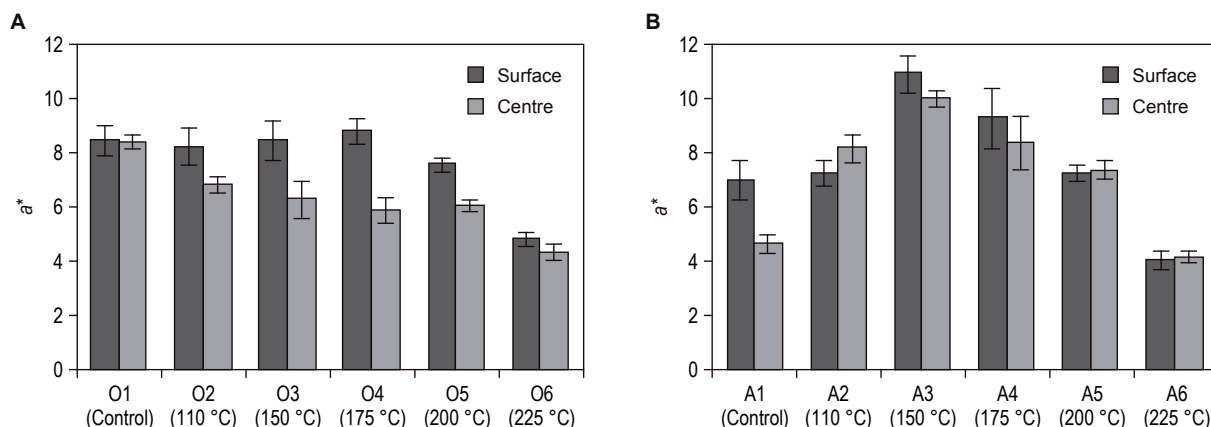 A
a*
12
10
8
6
4
2
0
Surface
Centre
O1 O2 O3 O4 O5 O6
(Control) (110 °C) (150 °C) (175 °C) (200 °C) (225 °C)
B
a*
12
10
8
6
4
2
0
Surface
Centre
A1 A2 A3 A4 A5 A6
(Control) (110 °C) (150 °C) (175 °C) (200 °C) (225 °C)